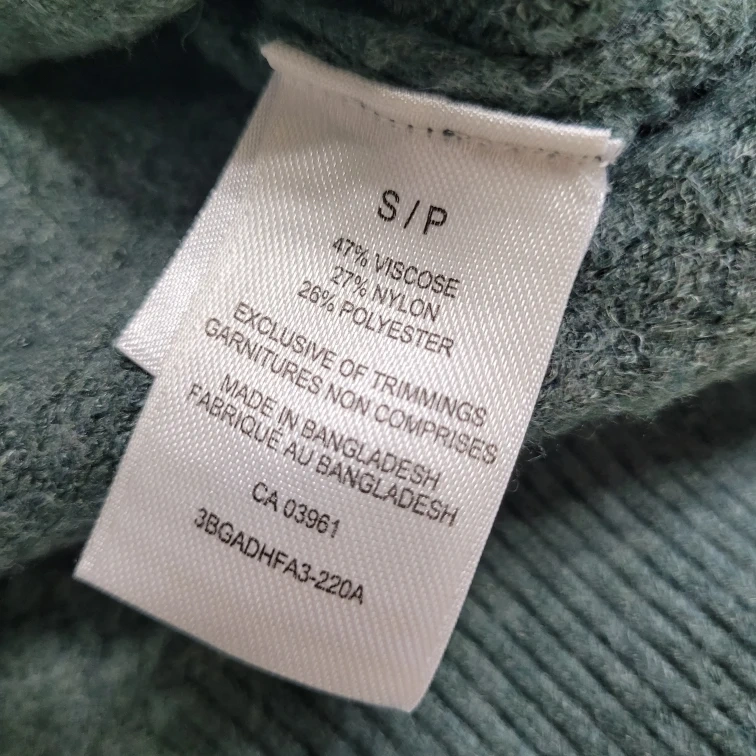 S / P
47% VISCOSE
27% NYLON
26% POLYESTER
EXCLUSIVE OF TRIMMINGS
GARNITURES NON COMPRISES
MADE IN BANGLADESH
FABRIQUÉ AU BANGLADESH
CA 03961
3BGADHFA3-220A